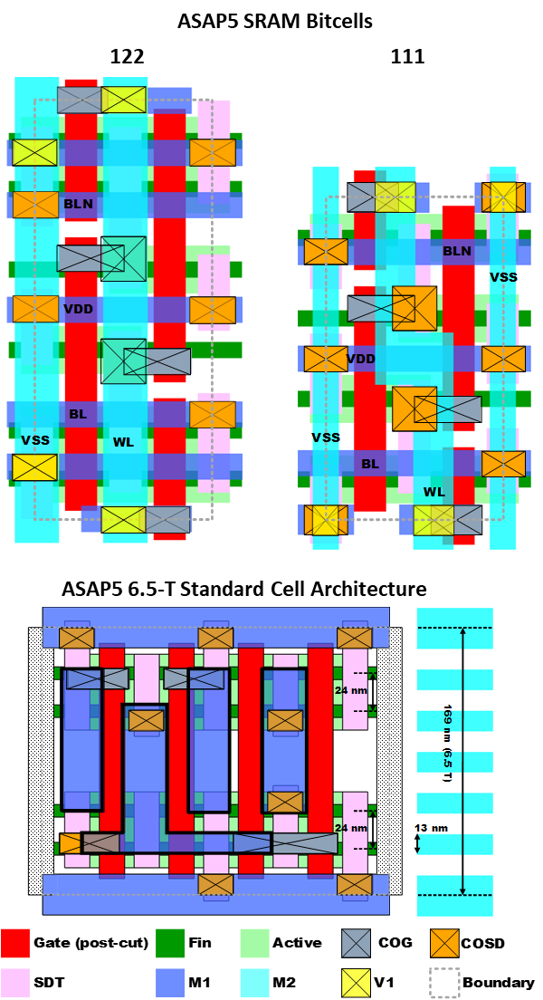 ASAP5 SRAM Bitcells
122
111
BLN
VDD
BL
VSS
WL
BLN
VSS
VDD
VSS
BL
WL
ASAP5 6.5-T Standard Cell Architecture
24 nm
169 nm (6.5 T)
24 nm
13 nm
Gate (post-cut)
Fin
Active
COG
COSD
SDT
M1
M2
V1
Boundary